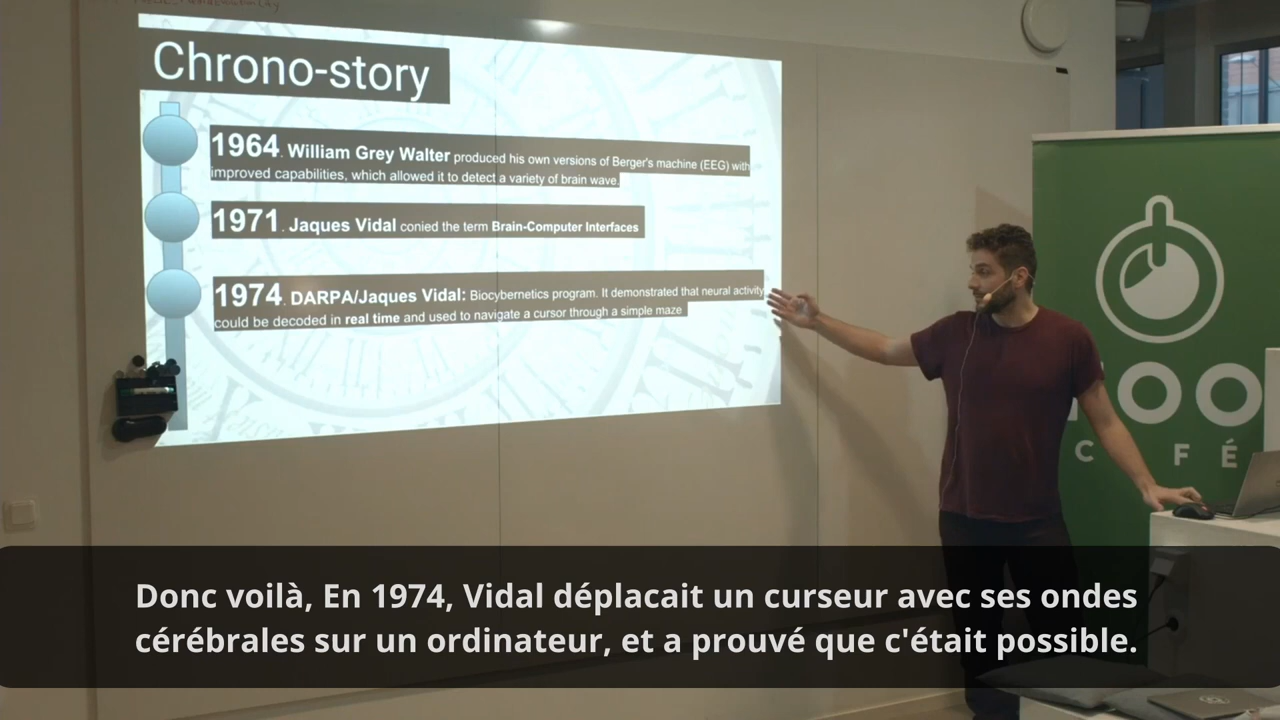 Chrono-story
1964. William Grey Walter produced his own versions of Berger's machine (EEG) with
improved capabilities, which allowed it to detect a variety of brain wave.
1971. Jaques Vidal conied the term Brain-Computer Interfaces
1974. DARPA/Jaques Vidal: Biocybernetics program. It demonstrated that neural activity
could be decoded in real time and used to navigate a cursor through a simple maze
OO
C FÉ
Donc voilà, En 1974, Vidal déplacait un curseur avec ses ondes
cérébrales sur un ordinateur, et a prouvé que c'était possible.